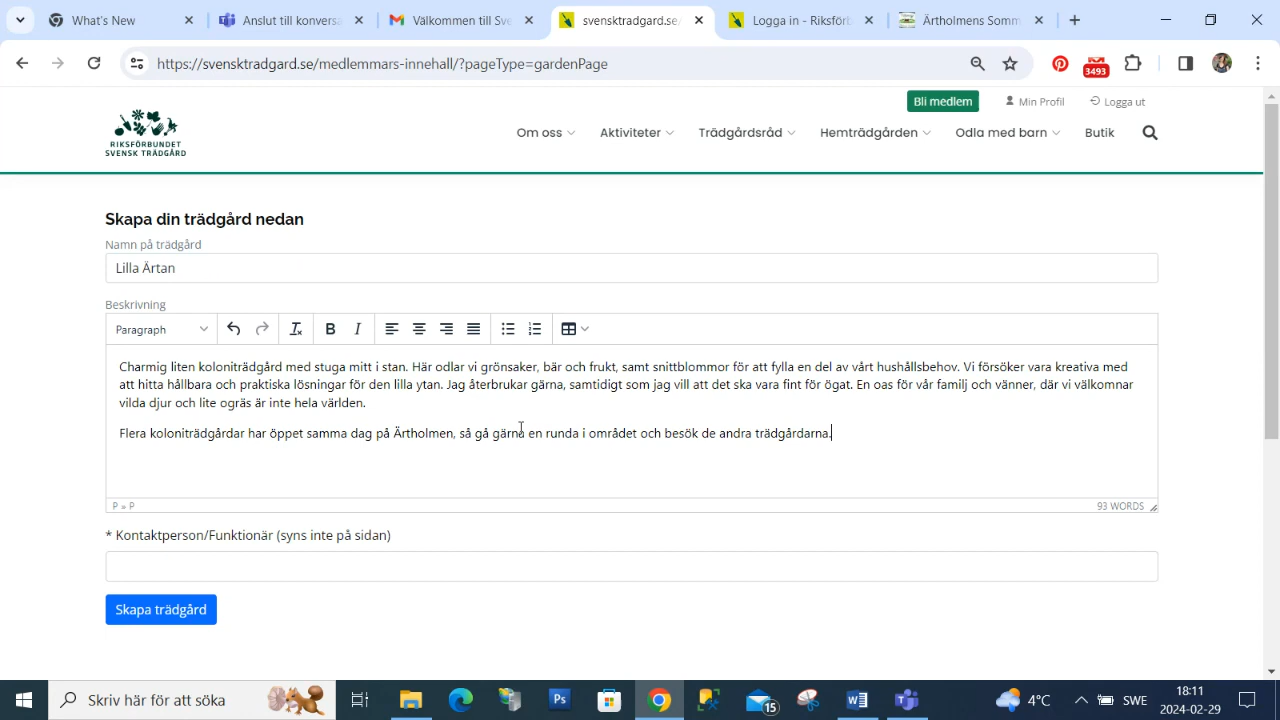 What's New
Anslut till konversa
Välkommen till Sve
svensktradgard.se/
Logga in - Riksförb
Ärtholmens Somm
https://svensktradgard.se/medlemmars-innehall/?pageType=gardenPage
3493
Bli medlem
Min Profil
Logga ut
RIKSFÖRBUNDET
SVENSK TRÄDGÅRD
Om oss
Aktiviteter
Trädgårdsråd
Hemträdgården
Odla med barn
Butik
Skapa din trädgård nedan
Namn på trädgård
Lilla Ärtan
Beskrivning
Paragraph
B
I
Charmig liten koloniträdgård med stuga mitt i stan. Här odlar vi grönsaker, bär och frukt, samt snittblommor för att fylla en del av vårt hushållsbehov. Vi försöker vara kreativa med
att hitta hållbara och praktiska lösningar för den lilla ytan. Jag återbrukar gärna, samtidigt som jag vill att det ska vara fint för ögat. En oas för vår familj och vänner, där vi välkomnar
vilda djur och lite ogräs är inte hela världen.
Flera koloniträdgårdar har öppet samma dag på Ärtholmen, så gå gärna en runda i området och besök de andra trädgårdarna.
P » P
93 WORDS
* Kontaktperson/Funktionär (syns inte på sidan)
Skapa trädgård
Skriv här för att söka
Ps
15
4°C
SWE
18:11
2024-02-29